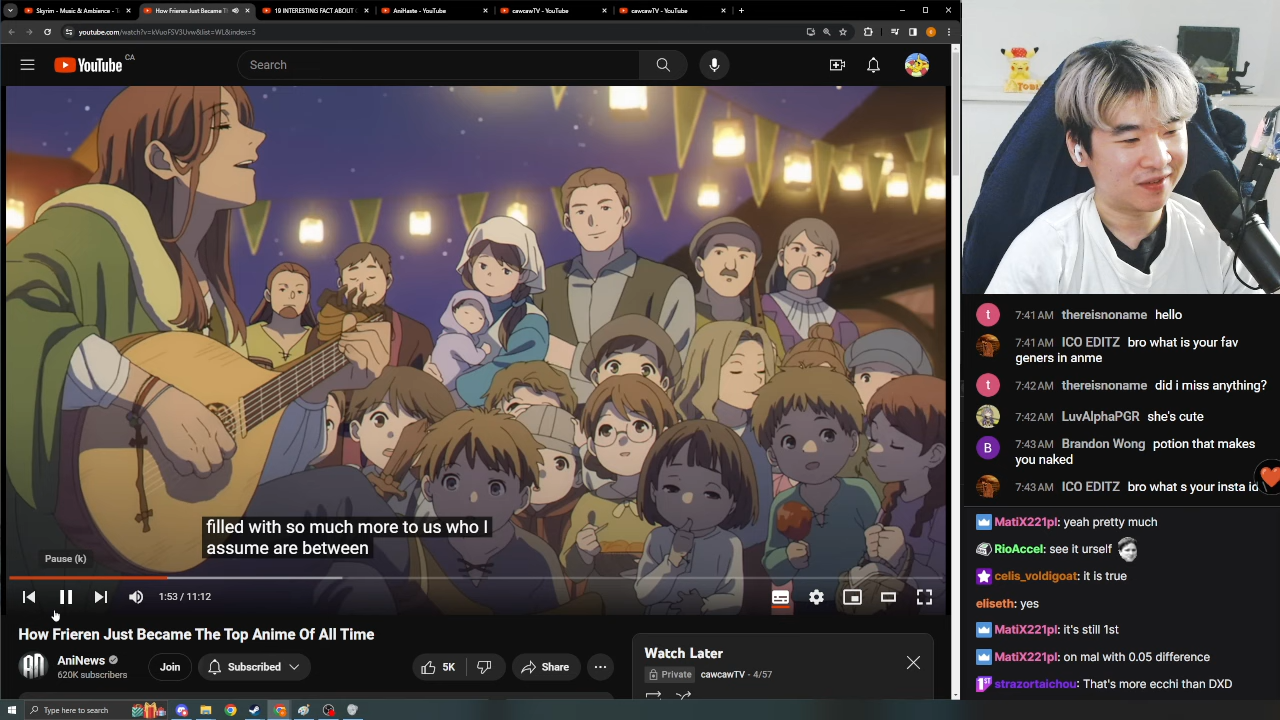 Skyrim - Music & Ambience -
How Frieren Just Became Th
19 INTERESTING FACT ABOUT
AniHaste - YouTube
cawcawTV - YouTube
cawcawTV - YouTube
youtube.com/watch?v=kVuoFSV3Uvw&list=WL&index=5
YouTube CA
Search
filled with so much more to us who I
assume are between
Pause (k)
1:53 / 11:12
How Frieren Just Became The Top Anime Of All Time
AN
AniNews
620K subscribers
Join
Subscribed
5K
Share
Watch Later
Private
cawcawTV - 4/57
Type here to search
7:41 AM thereisnoname hello
7:41 AM ICO EDITZ bro what is your fav
geners in anme
7:42 AM thereisnoname did i miss anything?
7:42 AM LuvAlphaPGR she's cute
7:43 AM Brandon Wong potion that makes
you naked
7:43 AM ICO EDITZ bro what s your insta id
MatiX221pl: yeah pretty much
RioAccel: see it urself
celis_voldigoat: it is true
eliseth: yes
MatiX221pl: it's still 1st
MatiX221pl: on mal with 0.05 difference
1ST strazortaichou: That's more ecchi than DXD